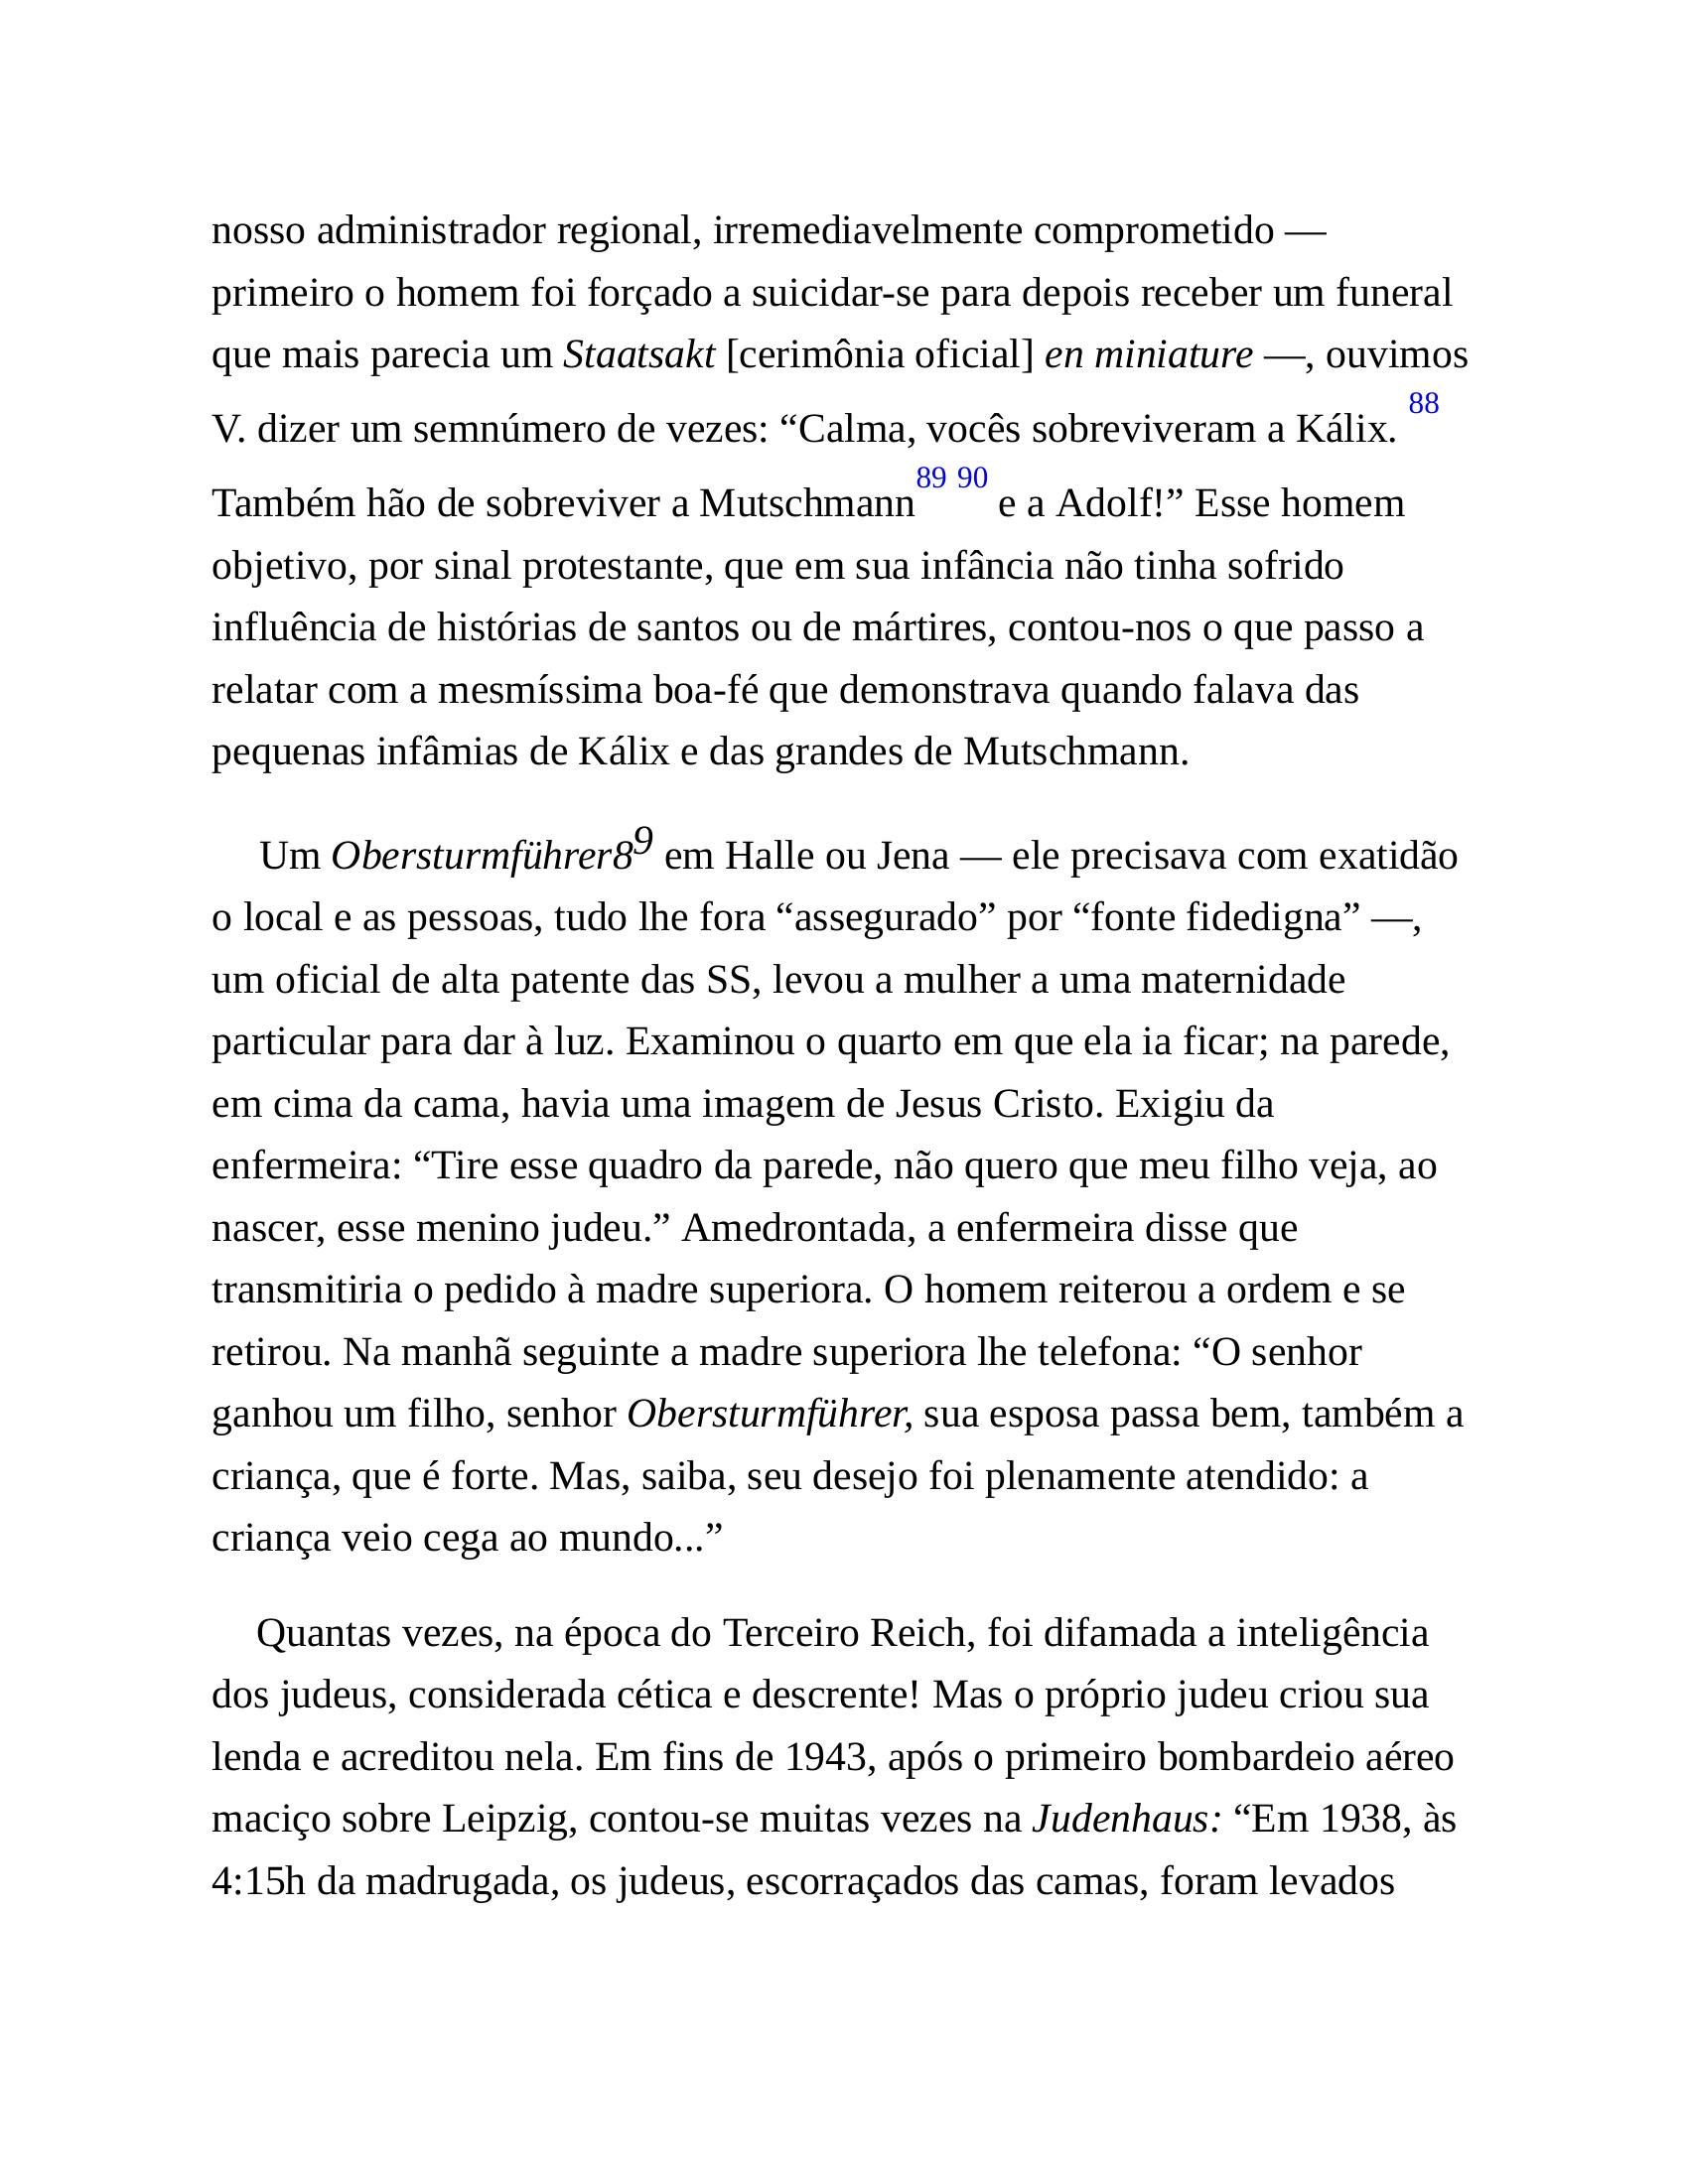 nosso administrador regional, irremediavelmente comprometido —
primeiro o homem foi forçado a suicidar-se para depois receber um funeral
que mais parecia um Staatsakt [cerimônia oficial] en miniature —, ouvimos
V. dizer um semnúmero de vezes: “Calma, vocês sobreviveram a Kálix. 88
Também hão de sobreviver a Mutschmann89 90 e a Adolf!” Esse homem
objetivo, por sinal protestante, que em sua infância não tinha sofrido
influência de histórias de santos ou de mártires, contou-nos o que passo a
relatar com a mesmíssima boa-fé que demonstrava quando falava das
pequenas infâmias de Kálix e das grandes de Mutschmann.
Um Obersturmführer89 em Halle ou Jena — ele precisava com exatidão
o local e as pessoas, tudo lhe fora “assegurado” por “fonte fidedigna” —,
um oficial de alta patente das SS, levou a mulher a uma maternidade
particular para dar à luz. Examinou o quarto em que ela ia ficar; na parede,
em cima da cama, havia uma imagem de Jesus Cristo. Exigiu da
enfermeira: “Tire esse quadro da parede, não quero que meu filho veja, ao
nascer, esse menino judeu.” Amedrontada, a enfermeira disse que
transmitiria o pedido à madre superiora. O homem reiterou a ordem e se
retirou. Na manhã seguinte a madre superiora lhe telefona: “O senhor
ganhou um filho, senhor Obersturmführer, sua esposa passa bem, também a
criança, que é forte. Mas, saiba, seu desejo foi plenamente atendido: a
criança veio cega ao mundo...”
Quantas vezes, na época do Terceiro Reich, foi difamada a inteligência
dos judeus, considerada cética e descrente! Mas o próprio judeu criou sua
lenda e acreditou nela. Em fins de 1943, após o primeiro bombardeio aéreo
maciço sobre Leipzig, contou-se muitas vezes na Judenhaus: “Em 1938, às
4:15h da madrugada, os judeus, escorraçados das camas, foram levados